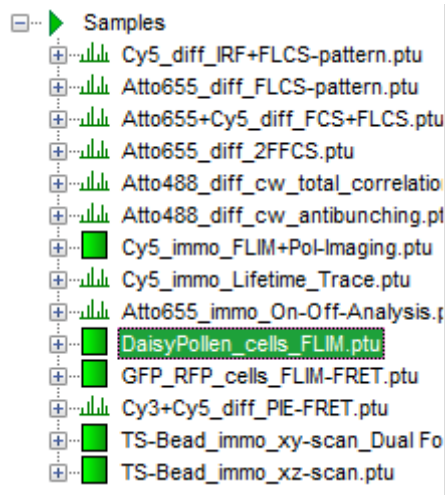 Samples
Cy5_diff_IRF+FLCS-pattern.ptu
Atto655_diff_FLCS-pattern.ptu
Atto655+Cy5_diff_FCS+FLCS.ptu
Atto655_diff_2FFCS.ptu
Atto488_diff_cw_total_correlatio
Atto488_diff_cw_antibunching.pt
Cy5_immo_FLIM+Pol-Imaging.ptu
Cy5_immo_Lifetime_Trace.ptu
Atto655_immo_On-Off-Analysis.p
DaisyPollen_cells_FLIM.ptu
GFP_RFP_cells_FLIM-FRET.ptu
Cy3+Cy5_diff_PIE-FRET.ptu
TS-Bead_immo_xy-scan_Dual Fo
TS-Bead_immo_xz-scan.ptu